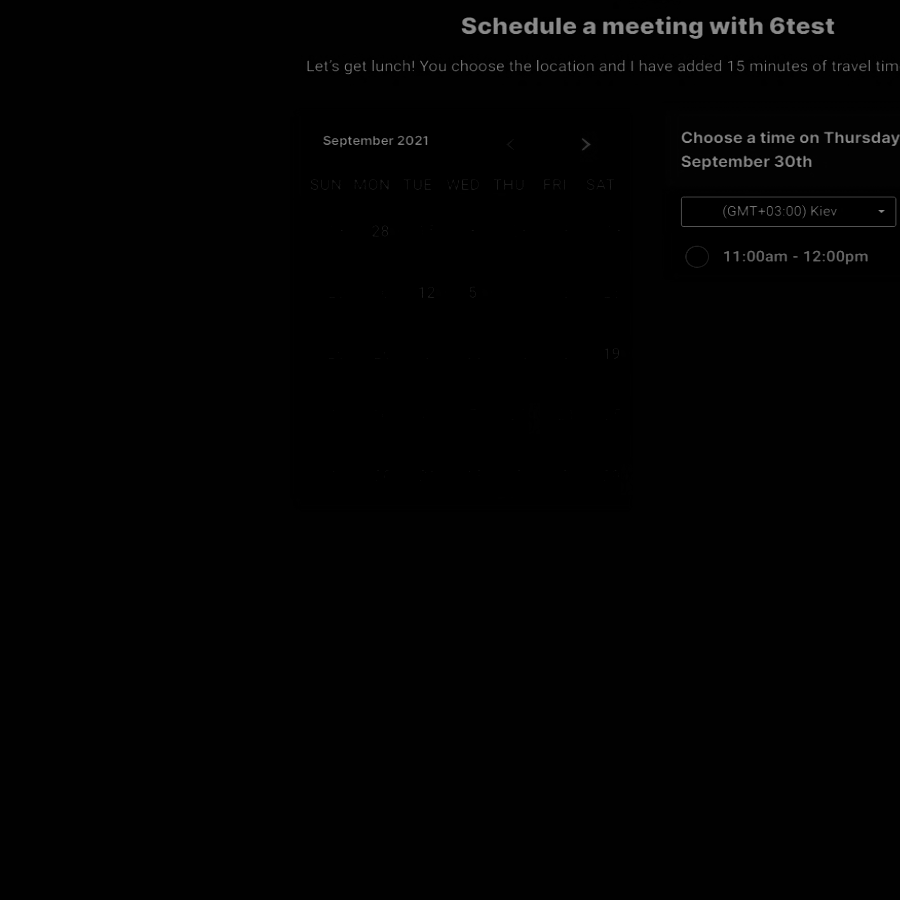 Schedule a meeting with 6test
Let's get lunch! You choose the location and I have added 15 minutes of travel
September 2021
SUN MON TUE WED THU FRI SAT
28
12 5
19
Choose a time on Thursday
September 30th
(GMT+03:00) Kiev
11:00am - 12:00pm